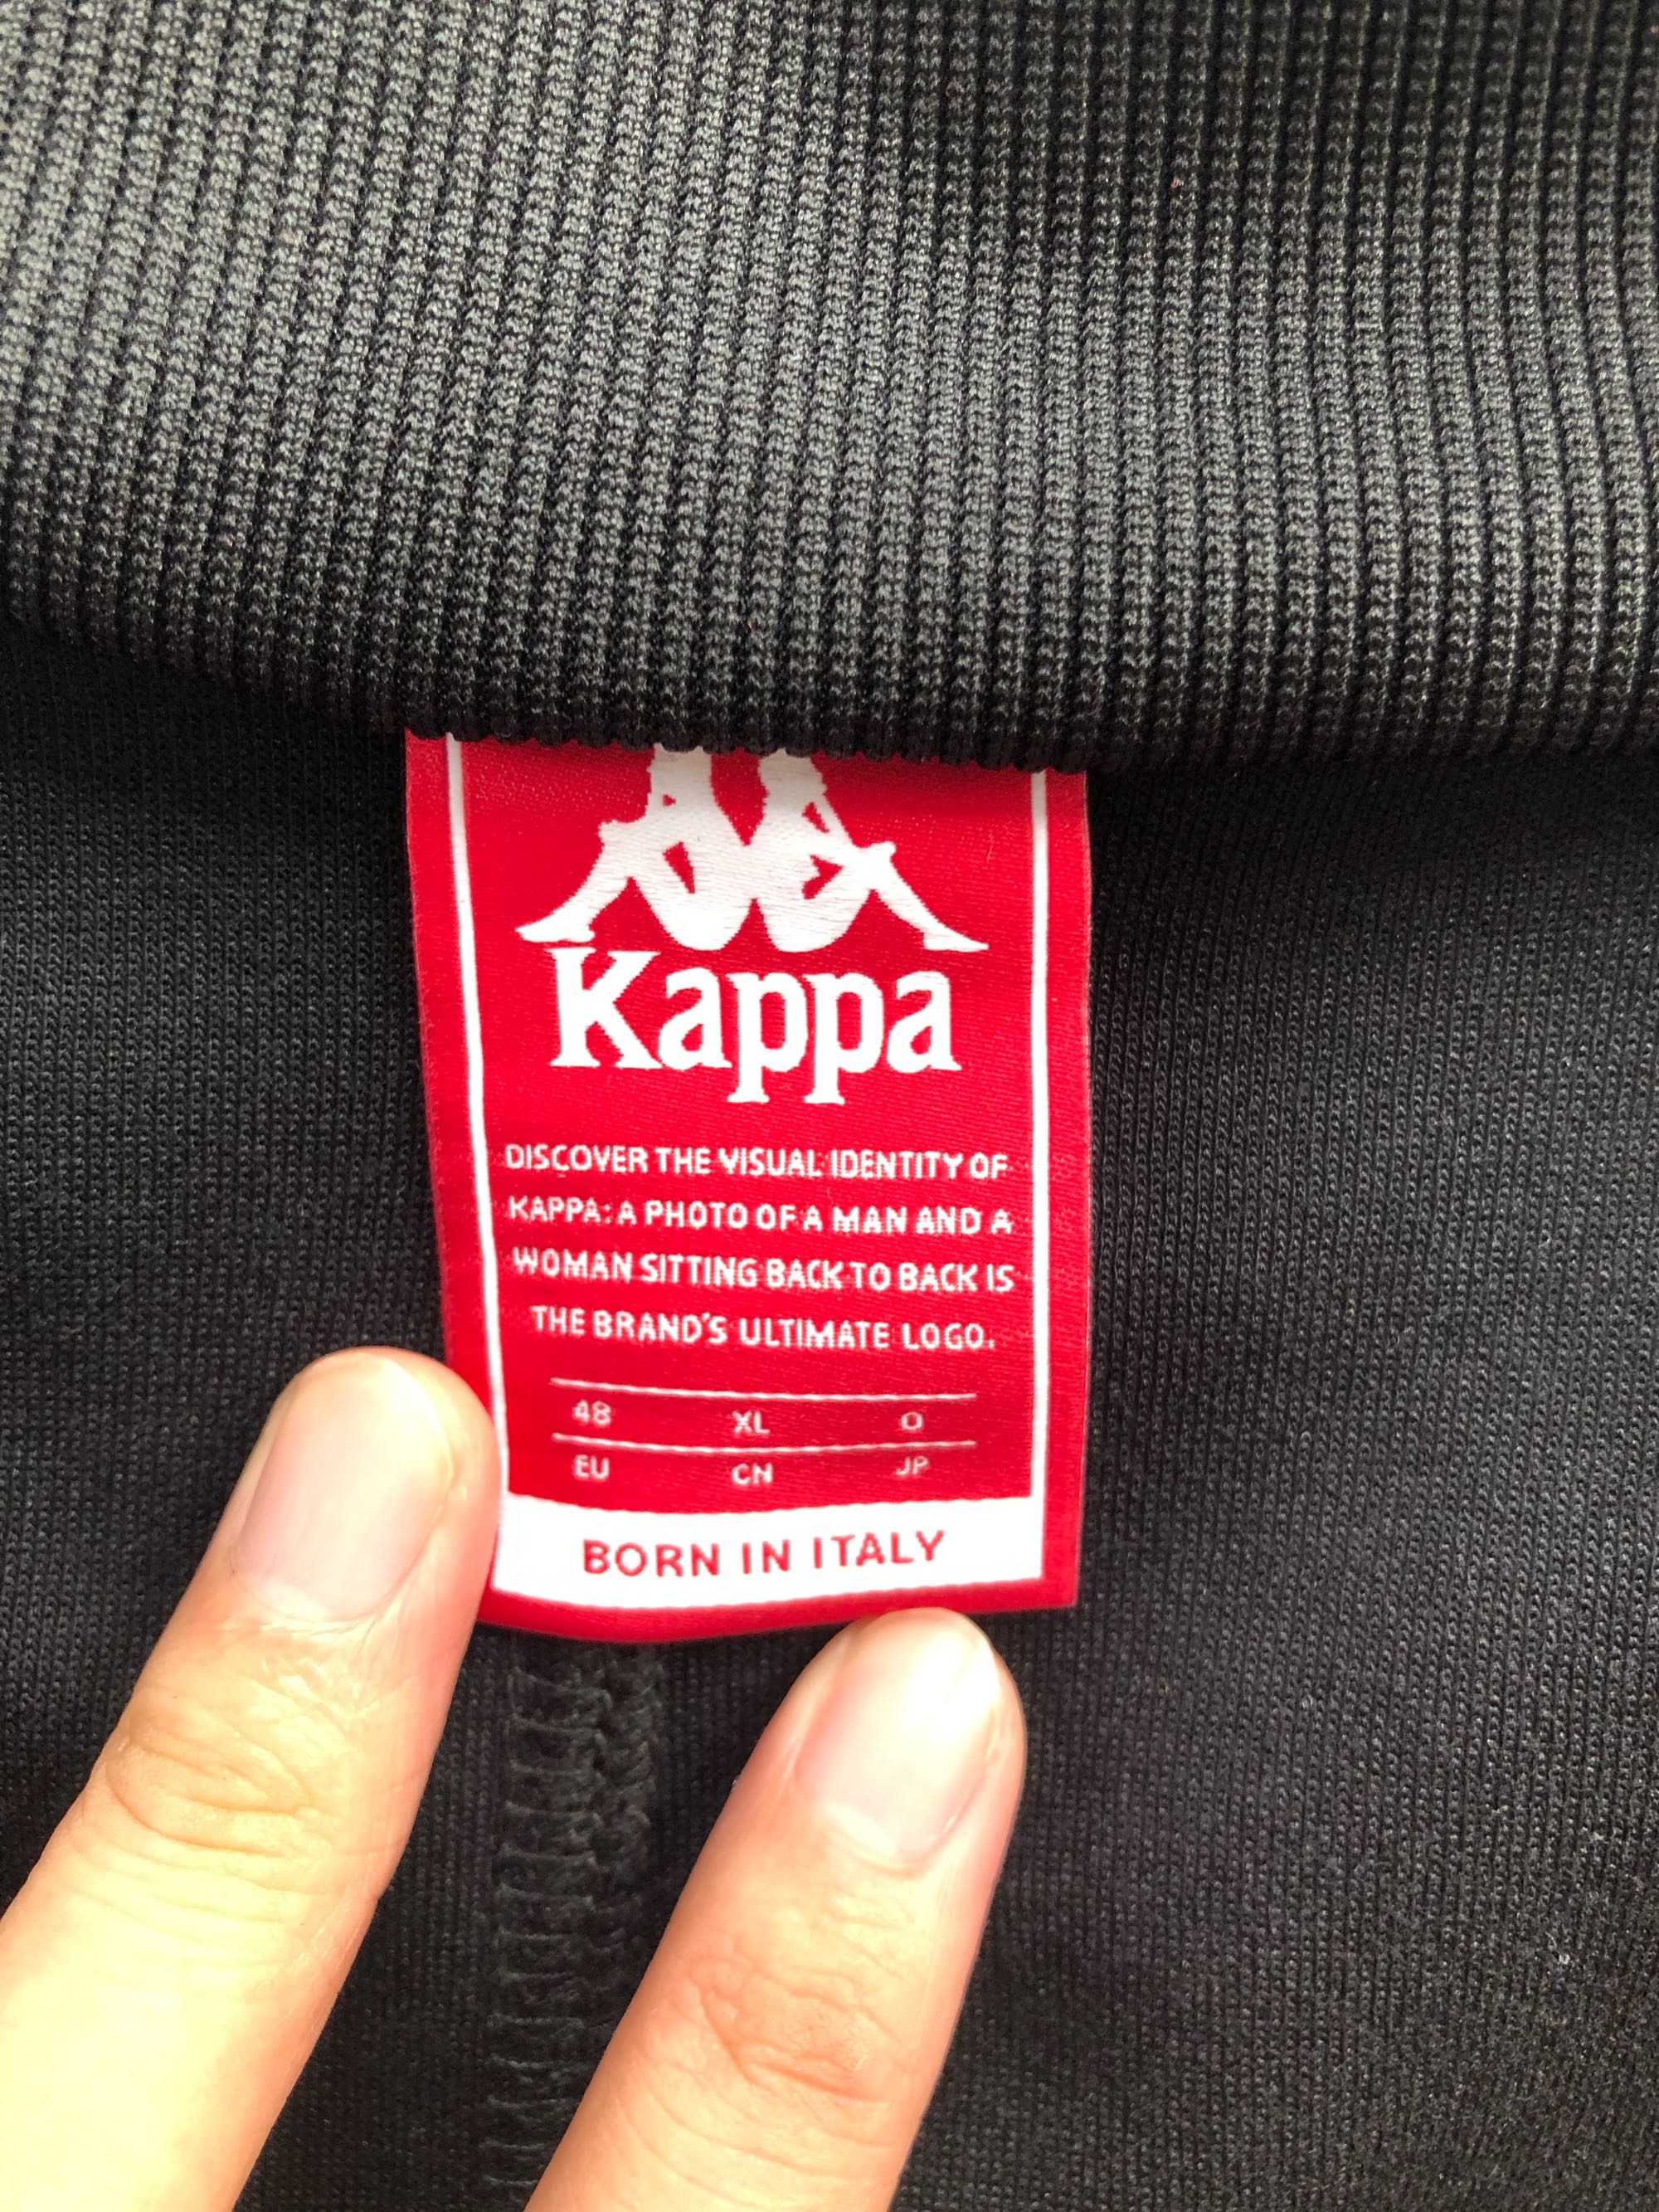 Kappa
DISCOVER THE VISUAL IDENTITY OF
KAPPA: A PHOTO OF A MAN AND A
WOMAN SITTING BACK TO BACK IS
THE BRAND'S ULTIMATE LOGO.
48 XL O
EU CN JP
BORN IN ITALY